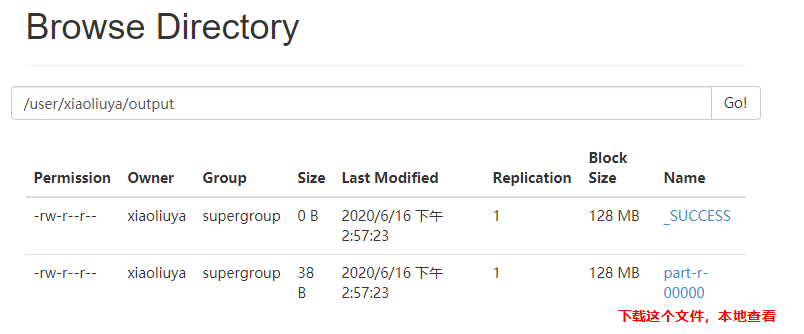 Browse Directory
/user/xiaoliuya/output
Go!
Permission Owner Group Size Last Modified Replication Block Size Name
-rw-r--r-- xiaoliuya supergroup 0 B 2020/6/16 下午 2:57:23 1 128 MB _SUCCESS
-rw-r--r-- xiaoliuya supergroup 38 B 2020/6/16 下午 2:57:23 1 128 MB part-r-00000
下载这个文件，本地查看